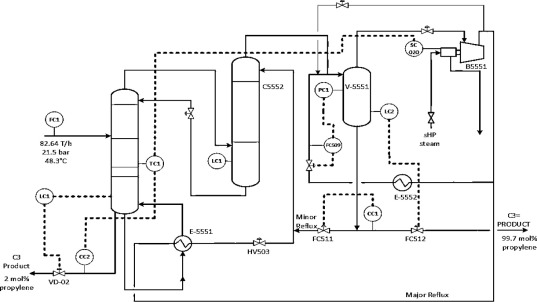 SC
020
B5551
C5552
V-5551
PC1
FC1
LC2
82.64 T/h
21.5 bar
48.3°C
sHP
steam
FC509
TC1
LC1
LC1
E-5552
CC1
Minor
Reflux
C3=
PRODUCT
E-5551
FC511
FC512
99.7 mol%
propylene
HV503
C3
Product
CC2
2 mol%
propylene
VD-02
Major Reflux